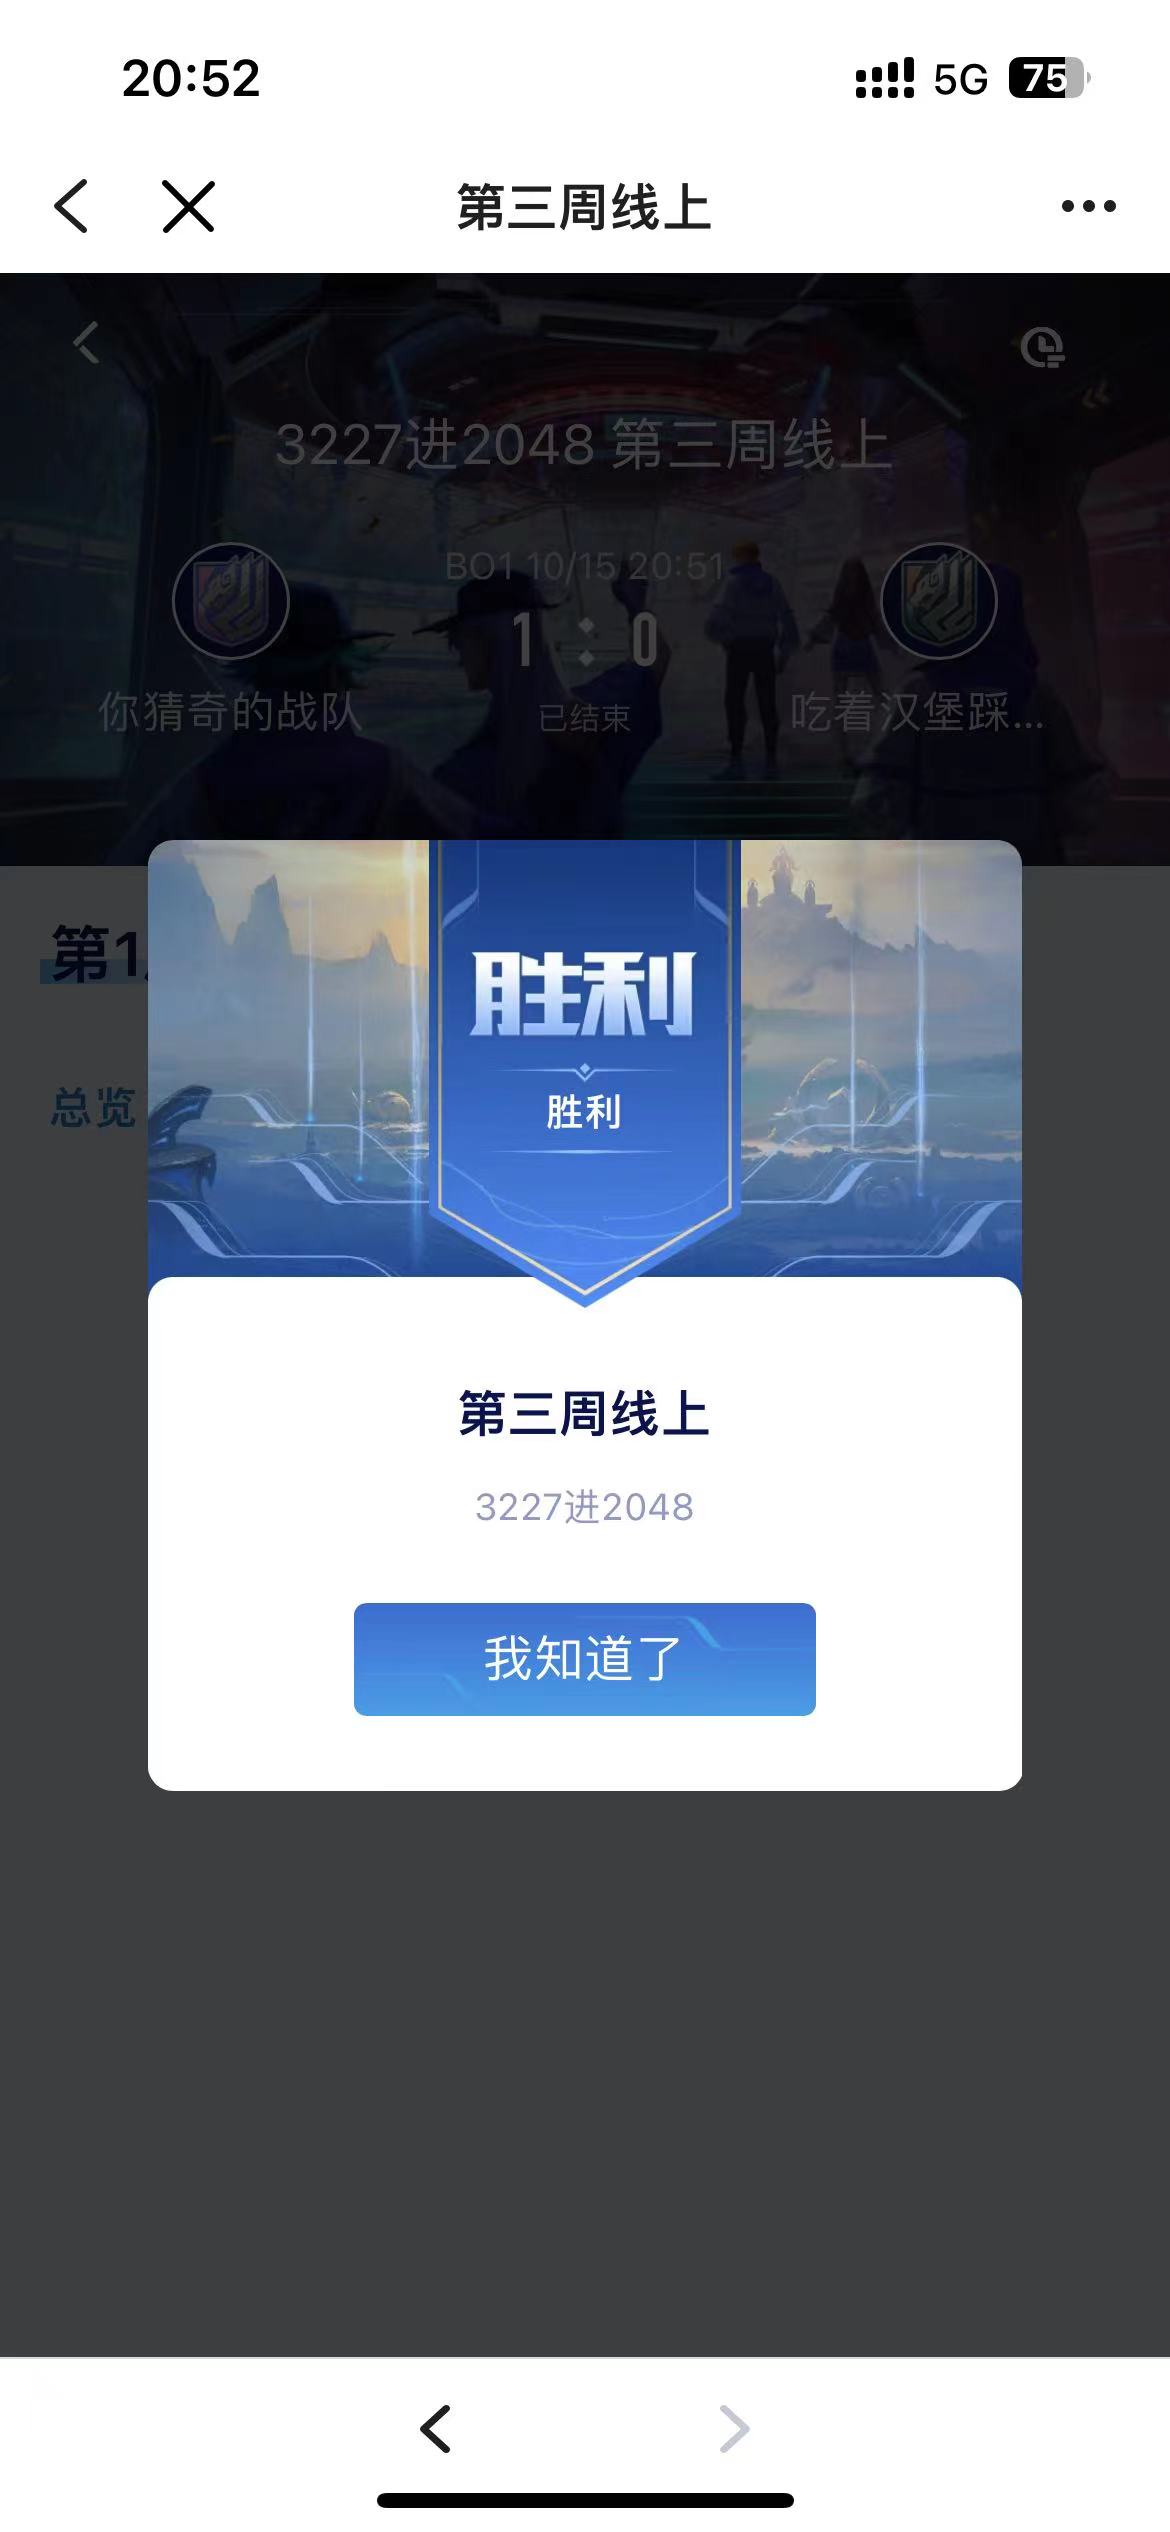 20:52
5G 75
第三周线上
3227进2048 第三周线上
BO1 10/15 20:51
1 : 0
你猜奇的战队
已结束
吃着汉堡踩...
第1
总览
胜利
胜利
第三周线上
3227进2048
我知道了